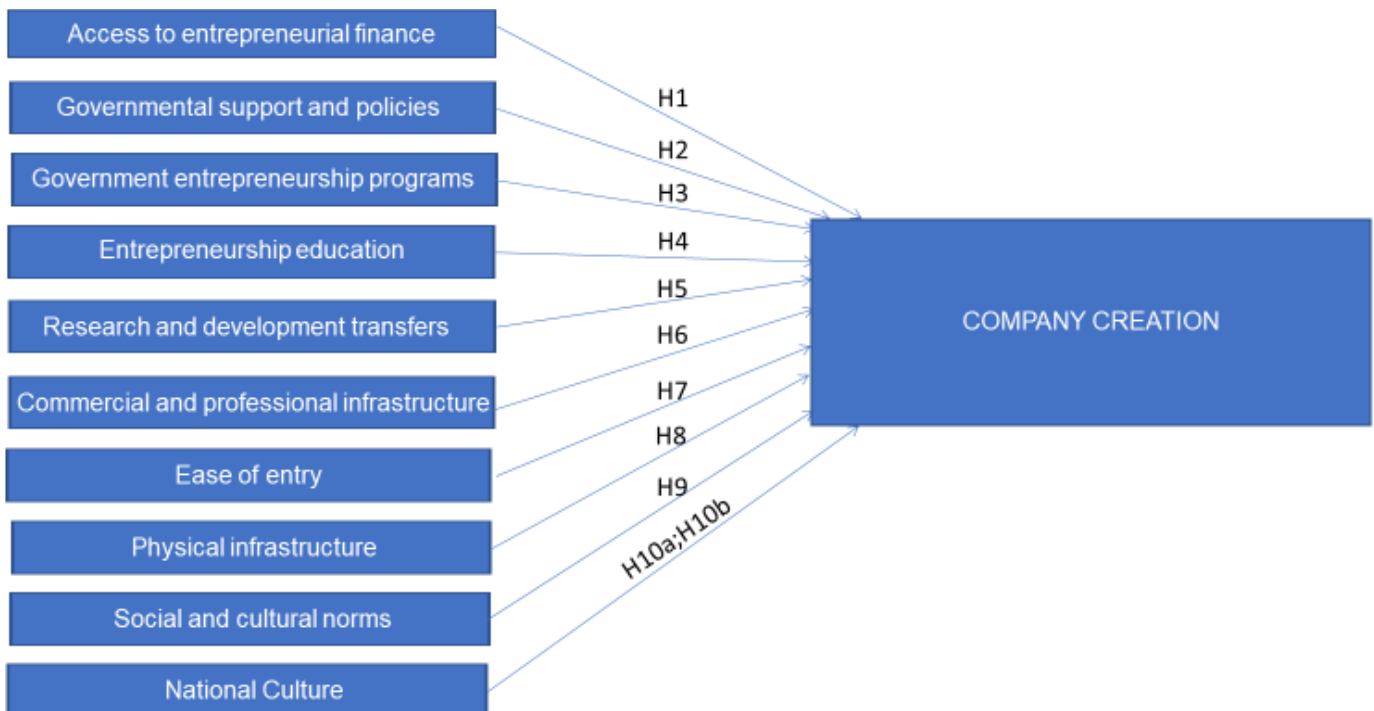 Access to entrepreneurial finance
Governmental support and policies
Government entrepreneurship programs
Entrepreneurship education
Research and development transfers
Commercial and professional infrastructure
Ease of entry
Physical infrastructure
Social and cultural norms
National Culture
H1
H2
H3
H4
H5
H6
H7
H8
H9
H10a;H10b
COMPANY CREATION